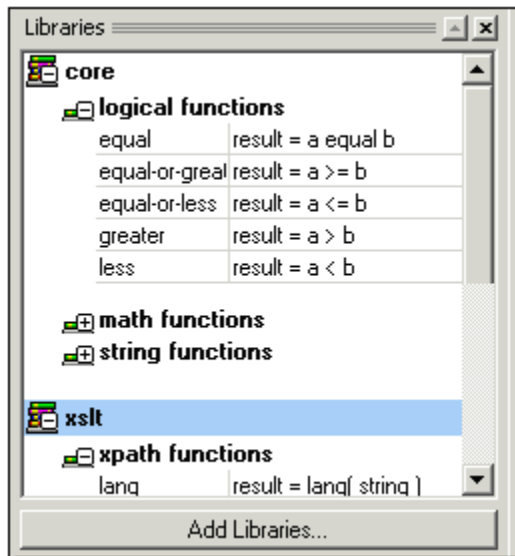 Libraries
core
logical functions
equal result = a equal b
equal-or-great result = a >= b
equal-or-less result = a <= b
greater result = a > b
less result = a < b
math functions
string functions
xslt
xpath functions
lang result = lang( string )
Add Libraries...